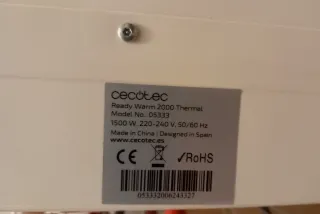 cecotec
Ready Warm 2000 Thermal
Model No.: 05333
1500 W, 220-240 V, 50/60 Hz
Made in China | Designed in Spain
www.cecotec.es
CE ✓RoHS
053332006243327